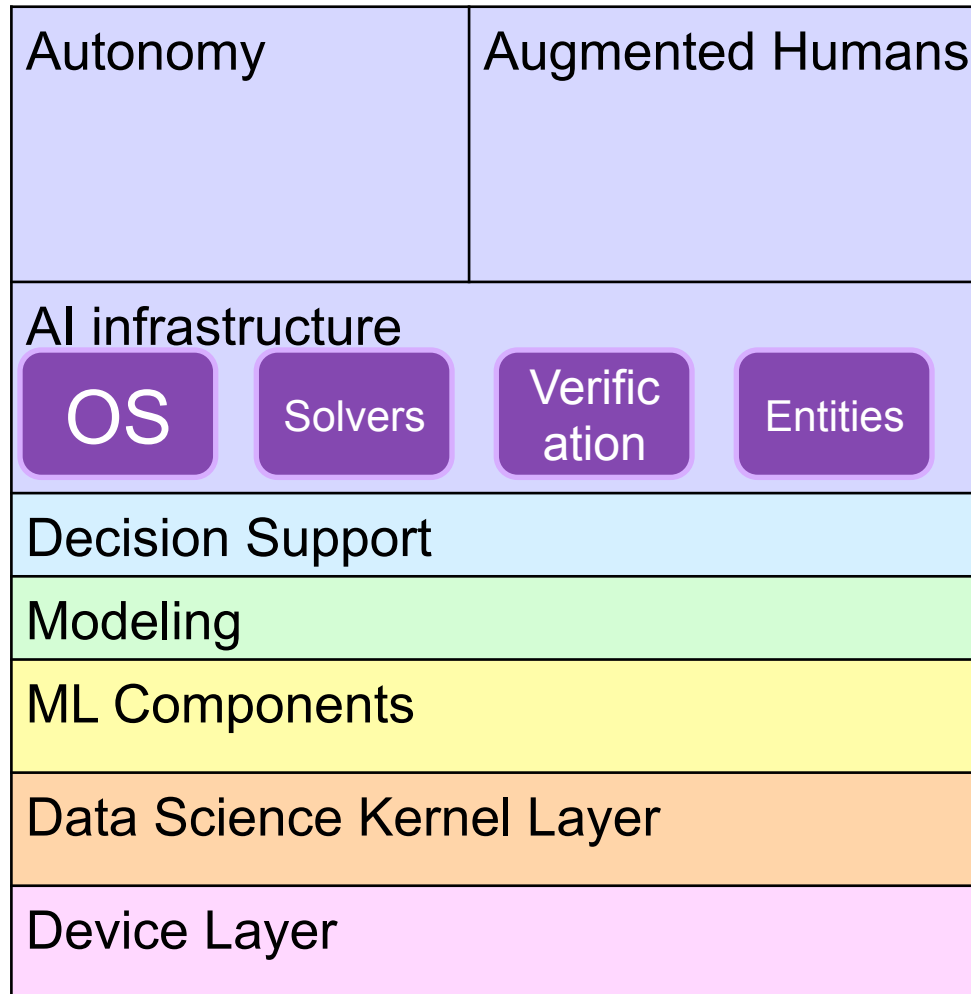 Autonomy
Augmented Humans
AI infrastructure
OS
Solvers
Verific
ation
Entities
Decision Support
Modeling
ML Components
Data Science Kernel Layer
Device Layer